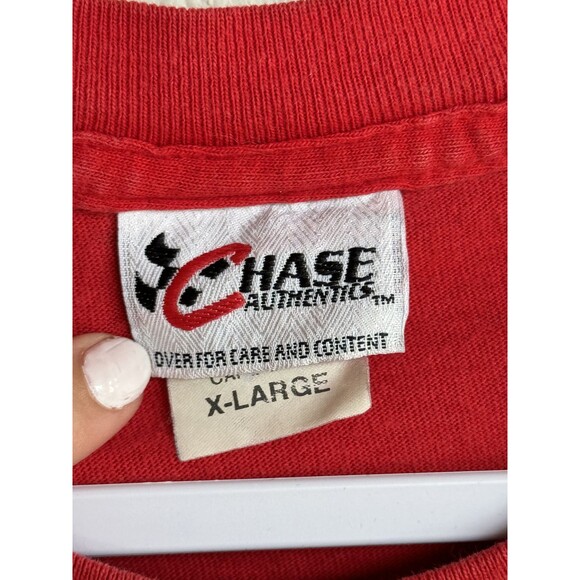 CHASE
AUTHENTICS™
OVER FOR CARE AND CONTENT
X-LARGE